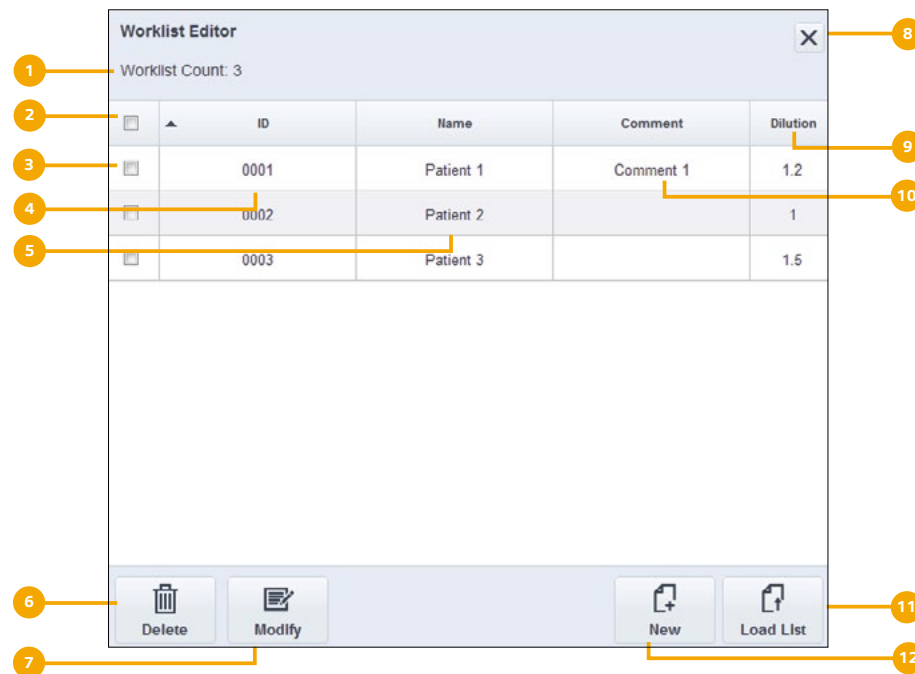 Worklist Editor
8
1
Worklist Count: 3
2
ID Name Comment Dilution
9
3
0001 Patient 1 Comment 1 1.2
10
4
0002 Patient 2 1
5
0003 Patient 3 1.5
6
Delete Modify New Load List
11
7
12